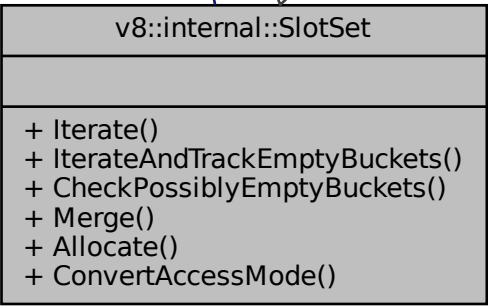 v8::internal::SlotSet
+ Iterate()
+ IterateAndTrackEmptyBuckets()
+ CheckPossiblyEmptyBuckets()
+ Merge()
+ Allocate()
+ ConvertAccessMode()